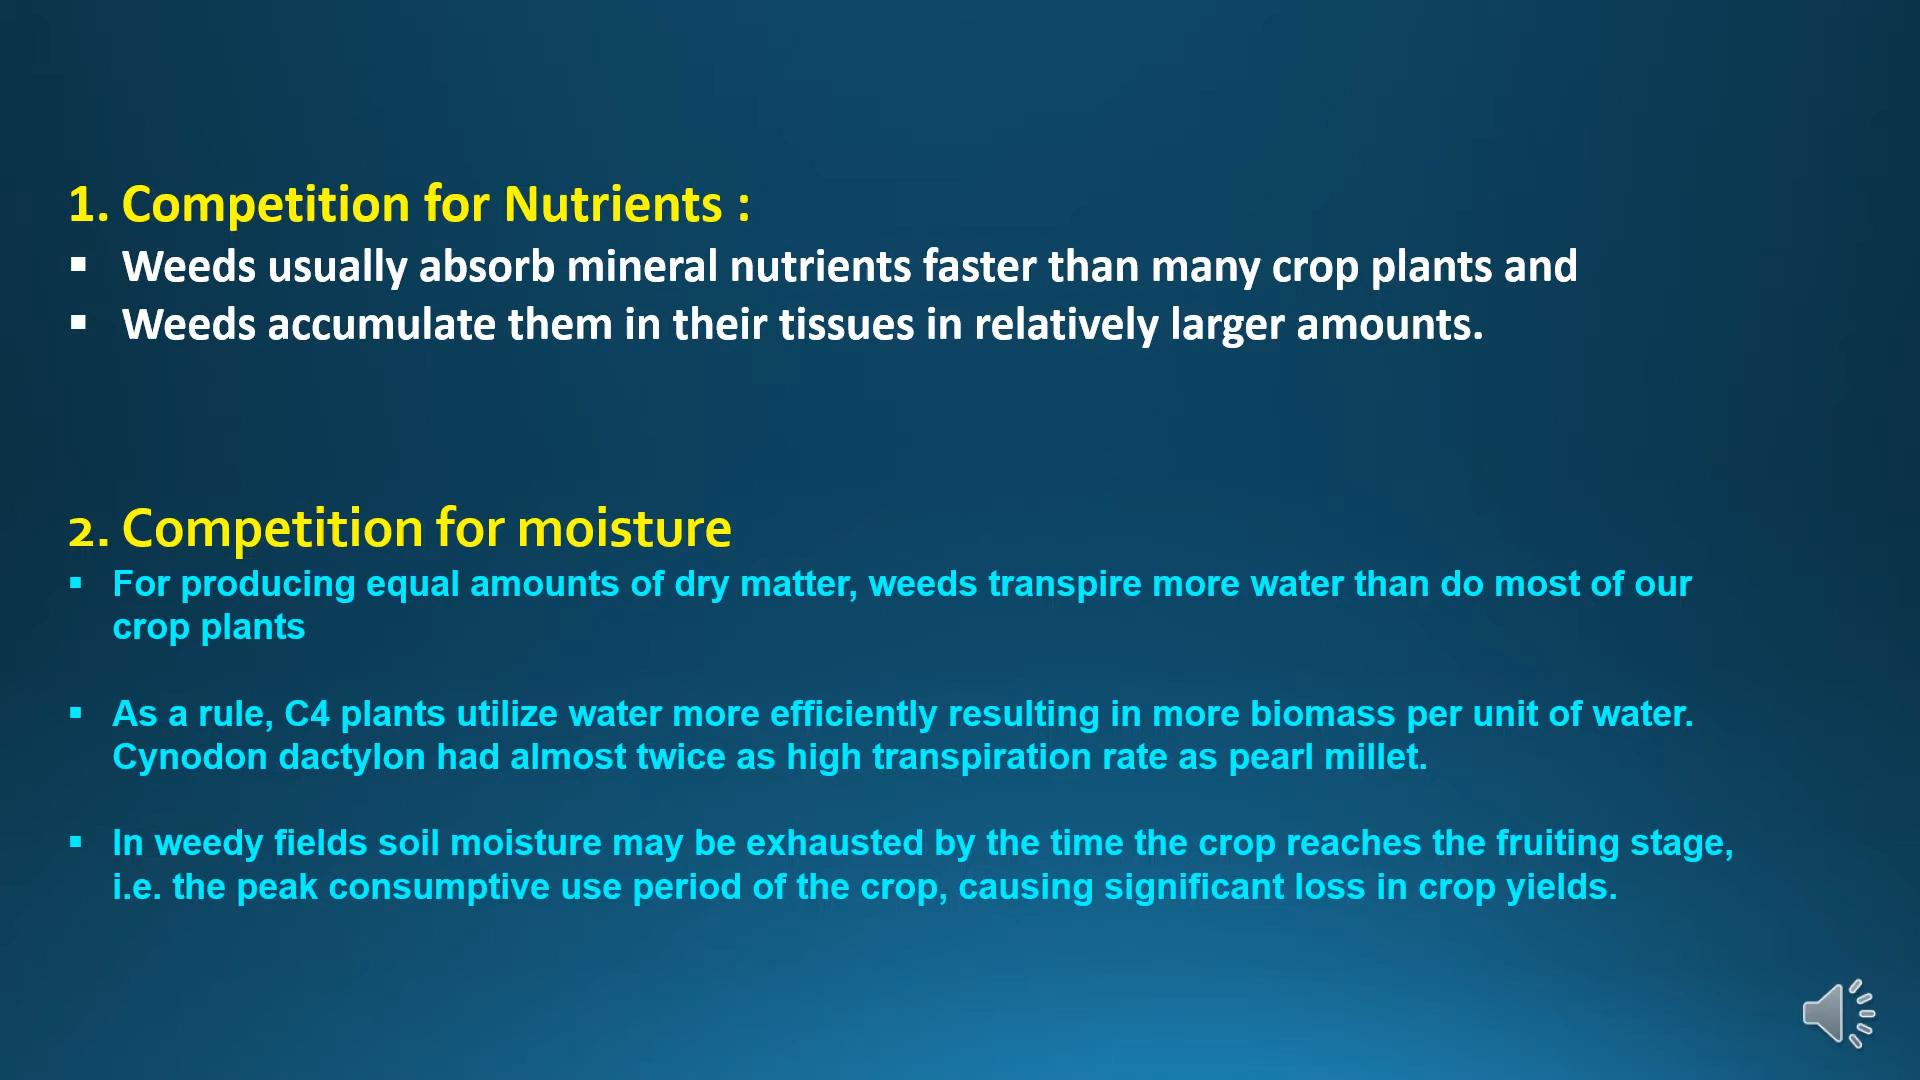 1. Competition for Nutrients :
▪ Weeds usually absorb mineral nutrients faster than many crop plants and
▪ Weeds accumulate them in their tissues in relatively larger amounts.
2. Competition for moisture
▪ For producing equal amounts of dry matter, weeds transpire more water than do most of our
crop plants
▪ As a rule, C4 plants utilize water more efficiently resulting in more biomass per unit of water.
Cynodon dactylon had almost twice as high transpiration rate as pearl millet.
▪ In weedy fields soil moisture may be exhausted by the time the crop reaches the fruiting stage,
i.e. the peak consumptive use period of the crop, causing significant loss in crop yields.